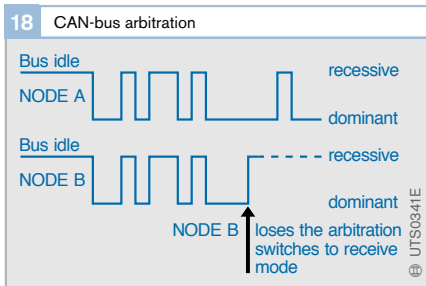 18 CAN-bus arbitration
Bus idle
recessive
NODE A
dominant
Bus idle
recessive
NODE B
dominant
NODE B loses the arbitration
switches to receive
mode
© UTS0341E